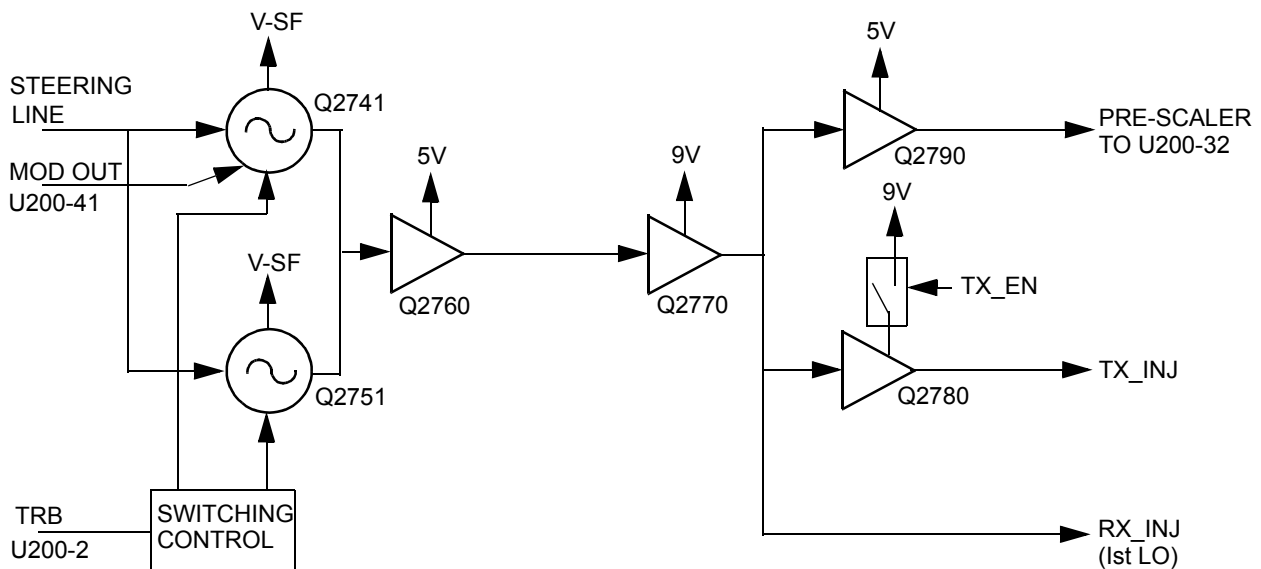 V-SF
STEERING
LINE
Q2741
MOD OUT
U200-41
5V
9V
5V
PRE-SCALER
TO U200-32
Q2790
9V
V-SF
Q2760
Q2770
TX_EN
Q2751
Q2780
TX_INJ
TRB
U200-2
SWITCHING
CONTROL
RX_INJ
(Ist LO)